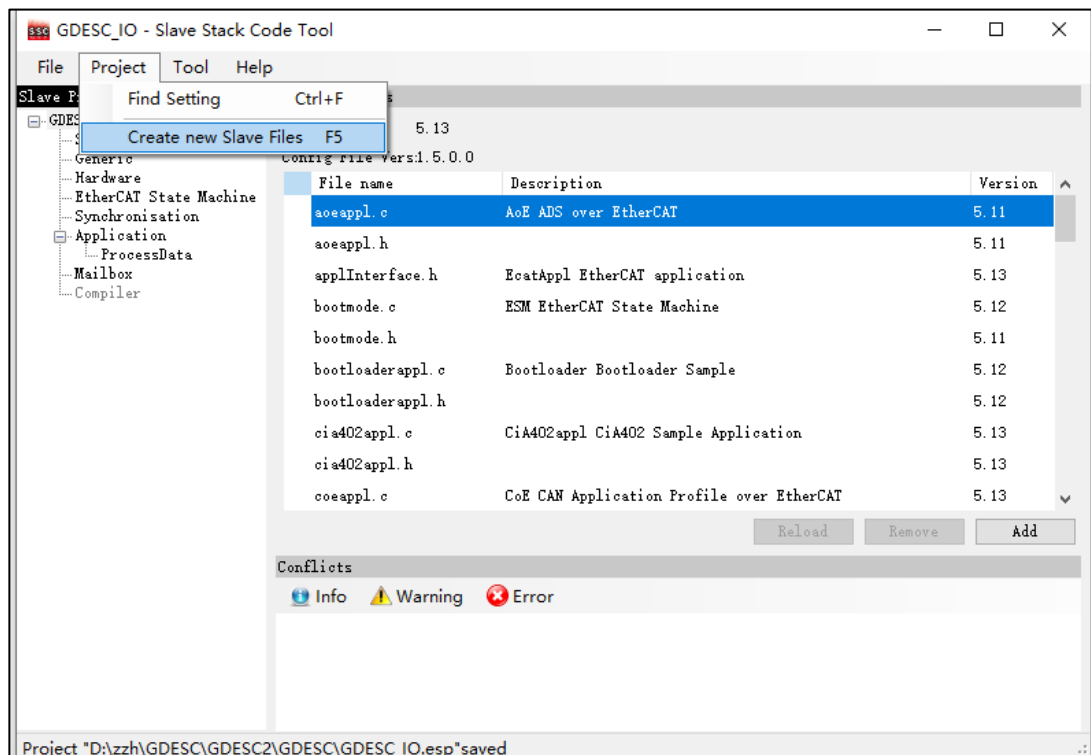 SSC GDESC_IO - Slave Stack Code Tool
File Project Tool Help
Find Setting Ctrl+F
Create new Slave Files F5
Slave P
GDES
S
Generic
Hardware
EtherCAT State Machine
Synchronisation
Application
ProcessData
Mailbox
Compiler
s
5.13
Config File Vers:1.5.0.0
File name Description Version
aoeappl.c AoE ADS over EtherCAT 5.11
aoeappl.h 5.11
applInterface.h EcatAppl EtherCAT application 5.13
bootmode.c ESM EtherCAT State Machine 5.12
bootmode.h 5.11
bootloaderappl.c Bootloader Bootloader Sample 5.12
bootloaderappl.h 5.12
cia402appl.c CiA402appl CiA402 Sample Application 5.13
cia402appl.h 5.13
coeappl.c CoE CAN Application Profile over EtherCAT 5.13
Reload Remove Add
Conflicts
Info Warning Error
Project "D:\zzh\GDESC\GDESC2\GDESC\GDESC_IO.esp"saved